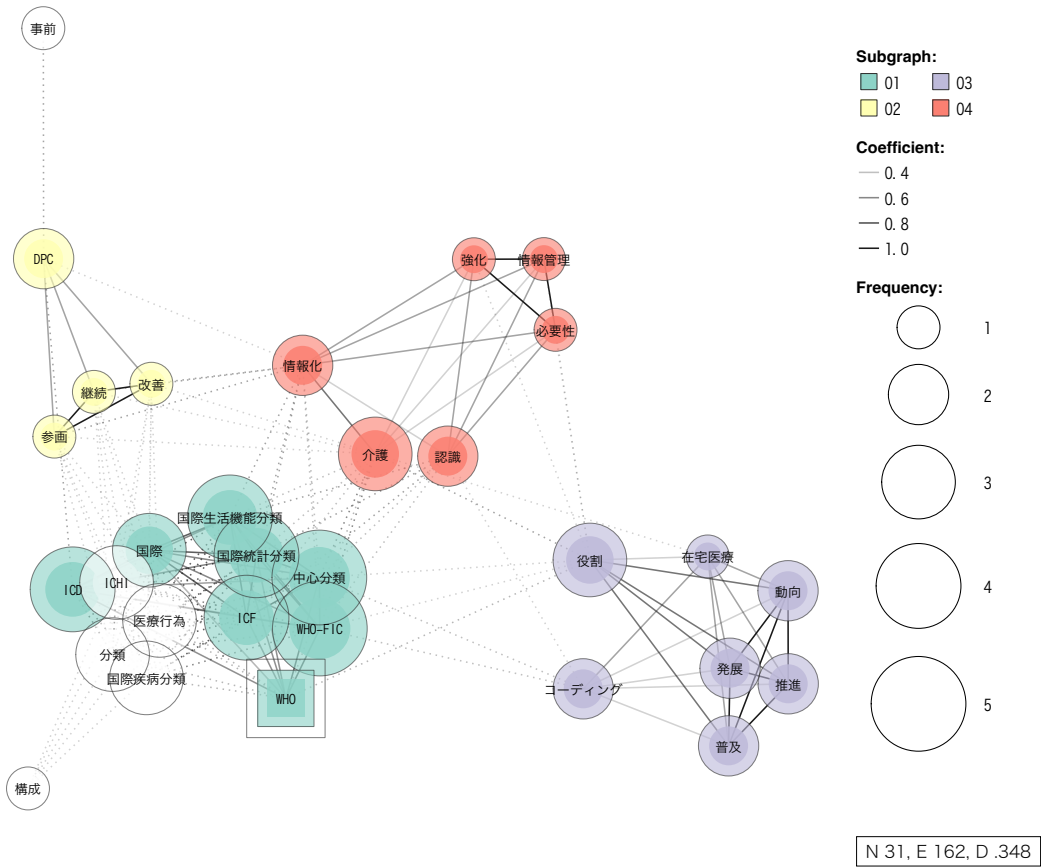 事前
Subgraph:
01 03
02 04
Coefficient:
0.4
0.6
0.8
1.0
Frequency:
1
2
3
4
5
DPC
強化
情報管理
必要性
情報化
継続
改善
参画
介護
認識
国際生活機能分類
国際
国際統計分類
中心分類
ICD
ICHI
医療行為
ICF
WHO-FIC
分類
国際疾病分類
WHO
役割
在宅医療
動向
コーディング
発展
推進
普及
構成
N 31, E 162, D .348